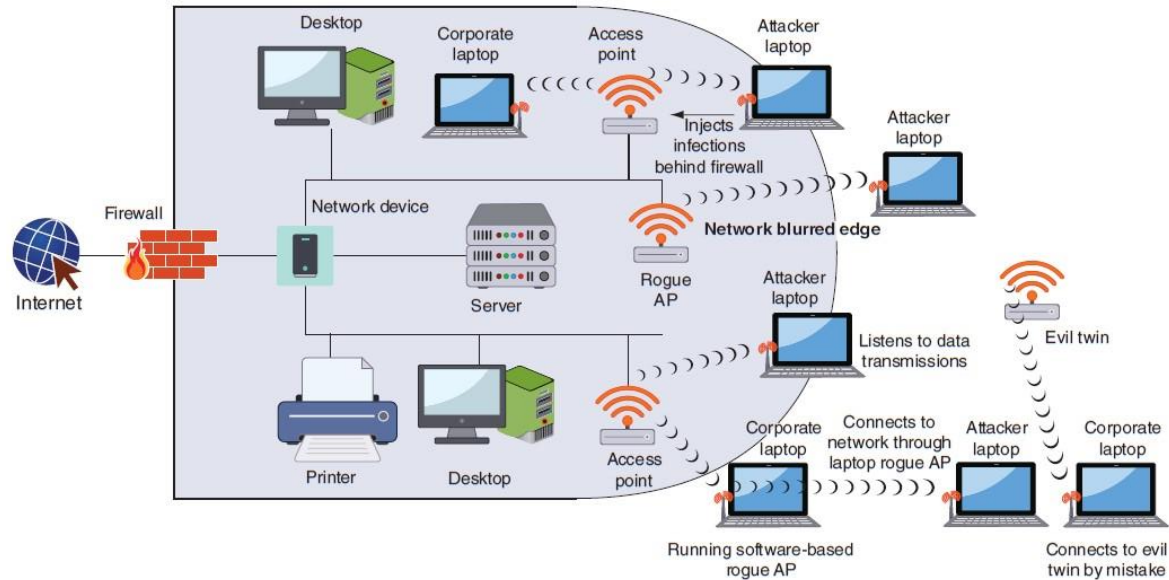 Desktop
Corporate
laptop
Access
point
Attacker
laptop
Injects
infections
behind firewall
Attacker
laptop
Firewall
Network device
Network blurred edge
Internet
Server
Rogue
AP
Attacker
laptop
Listens to data
transmissions
Evil twin
Printer
Desktop
Access
point
Corporate
laptop
Connects to
network through
laptop rogue AP
Attacker
laptop
Corporate
laptop
Running software-based
rogue AP
Connects to evil
twin by mistake